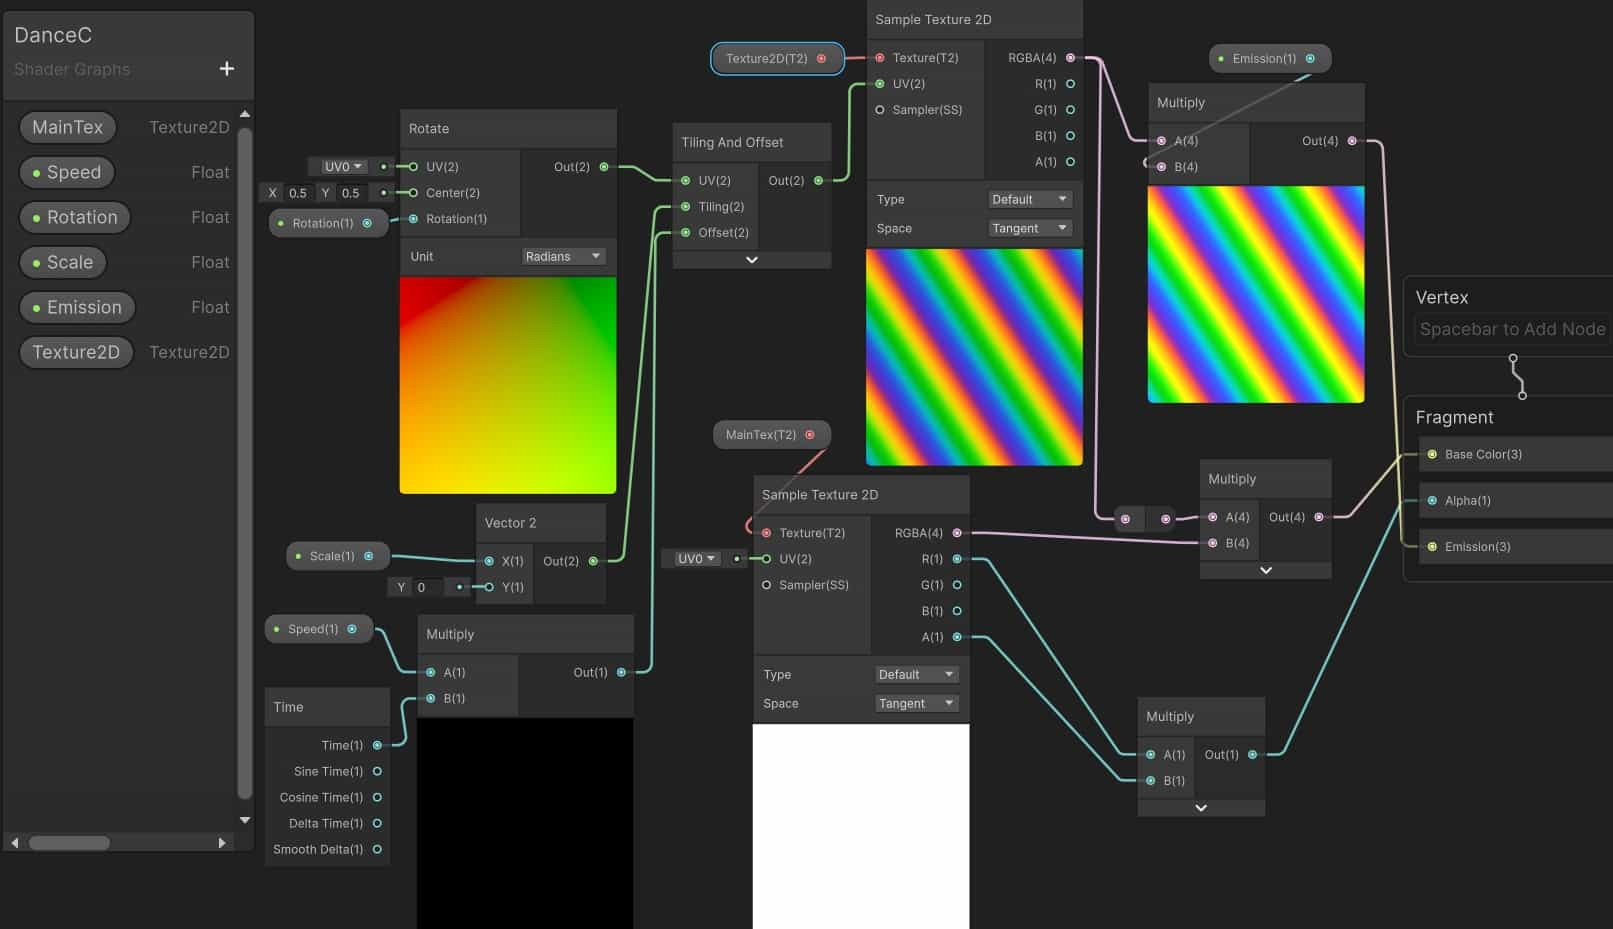 DanceC
Shader Graphs
+
MainTex Texture2D
Speed Float
Rotation Float
Scale Float
Emission Float
Texture2D Texture2D
Rotate
UV0 UV(2) Out(2)
X 0.5 Y 0.5 Center(2)
Rotation(1) Rotation(1)
Unit Radians
Tiling And Offset
UV(2) Out(2)
Tiling(2)
Offset(2)
Texture2D(T2)
Sample Texture 2D
Texture(T2) RGBA(4)
UV(2) R(1)
Sampler(SS) G(1)
B(1)
A(1)
Type Default
Space Tangent
Emission(1)
Multiply
A(4) Out(4)
B(4)
Vector 2
Scale(1) X(1) Out(2)
Y 0 Y(1)
Speed(1)
Multiply
A(1) Out(1)
B(1)
Time
Time(1)
Sine Time(1)
Cosine Time(1)
Delta Time(1)
Smooth Delta(1)
MainTex(T2)
Sample Texture 2D
Texture(T2) RGBA(4)
UV0 UV(2) R(1)
Sampler(SS) G(1)
B(1)
A(1)
Type Default
Space Tangent
Multiply
A(4) Out(4)
B(4)
Multiply
A(1) Out(1)
B(1)
Vertex
Spacebar to Add Node
Fragment
Base Color(3)
Alpha(1)
Emission(3)